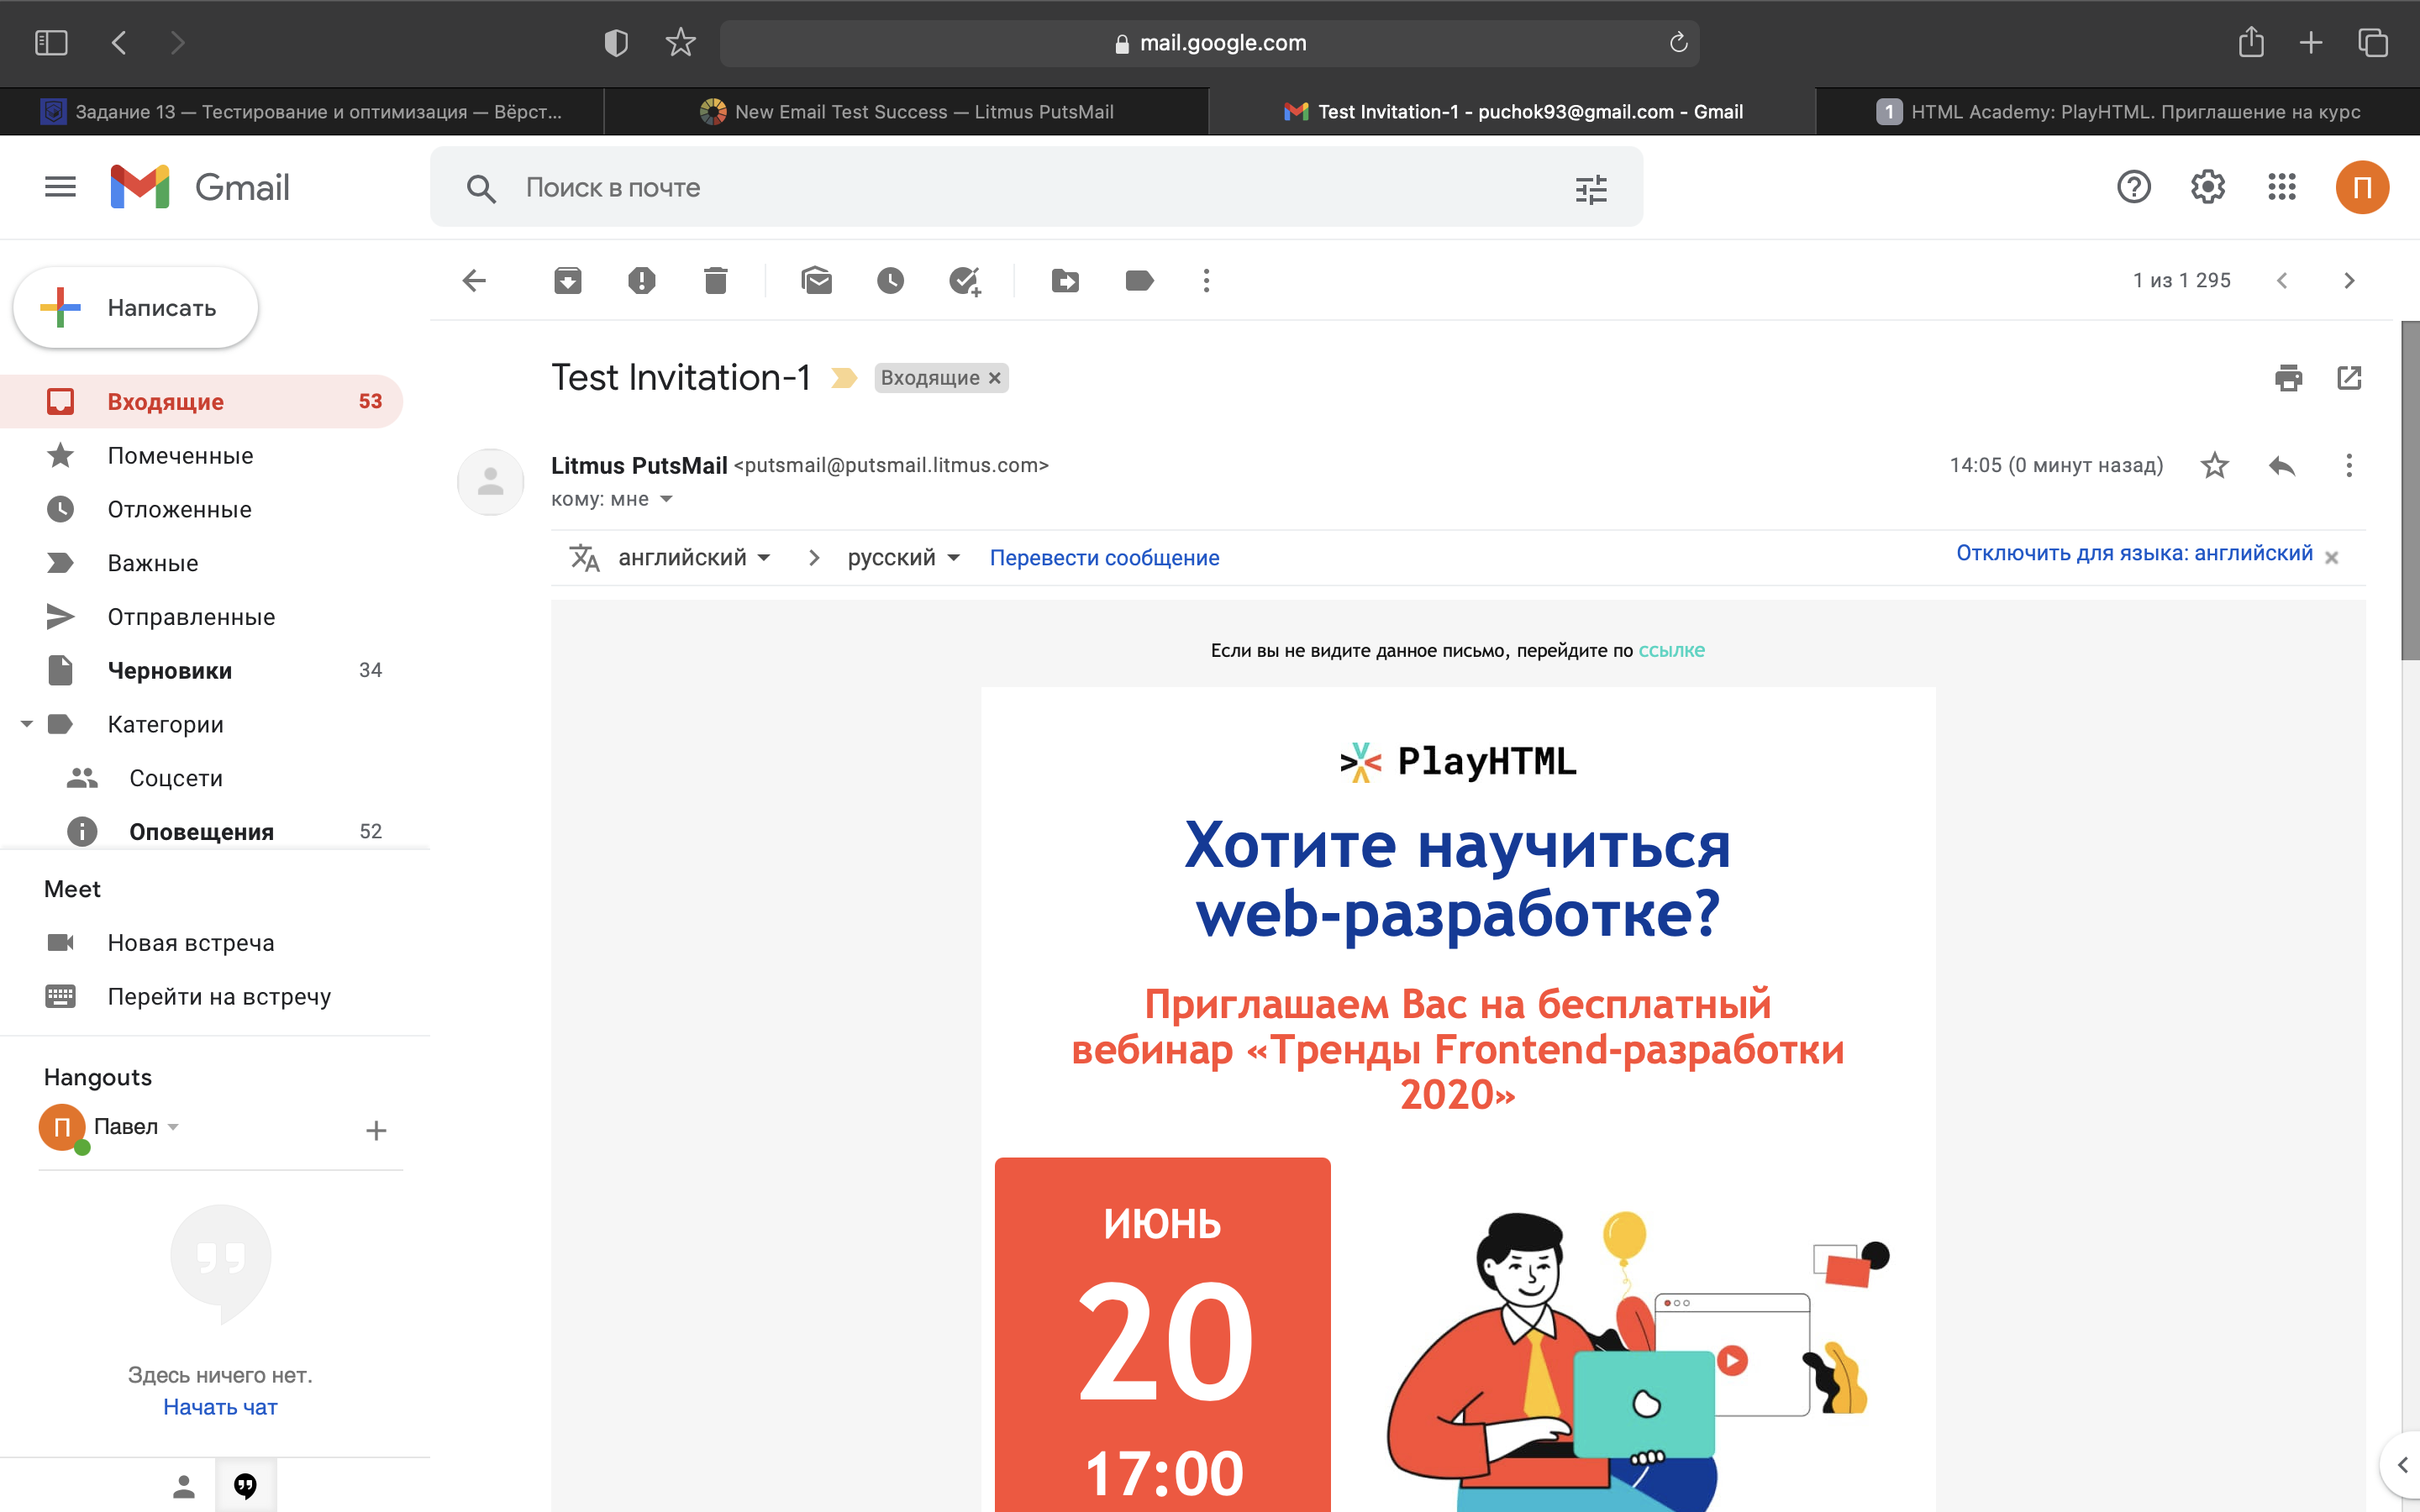 mail.google.com
Задание 13 — Тестирование и оптимизация — Вёрст...
New Email Test Success — Litmus PutsMail
Test Invitation-1 - puchok93@gmail.com - Gmail
1 HTML Academy: PlayHTML. Приглашение на курс
Gmail
Поиск в почте
П
Написать
1 из 1 295
Входящие 53
Помеченные
Отложенные
Важные
Отправленные
Черновики 34
Категории
Соцсети
Оповещения 52
Meet
Новая встреча
Перейти на встречу
Hangouts
П Павел
Здесь ничего нет.
Начать чат
Test Invitation-1 Входящие
Litmus PutsMail <putsmail@putsmail.litmus.com>
14:05 (0 минут назад)
кому: мне
английский > русский Перевести сообщение
Отключить для языка: английский
Если вы не видите данное письмо, перейдите по ссылке
PlayHTML
Хотите научиться
web-разработке?
Приглашаем Вас на бесплатный
вебинар «Тренды Frontend-разработки
2020»
ИЮНЬ
20
17:00